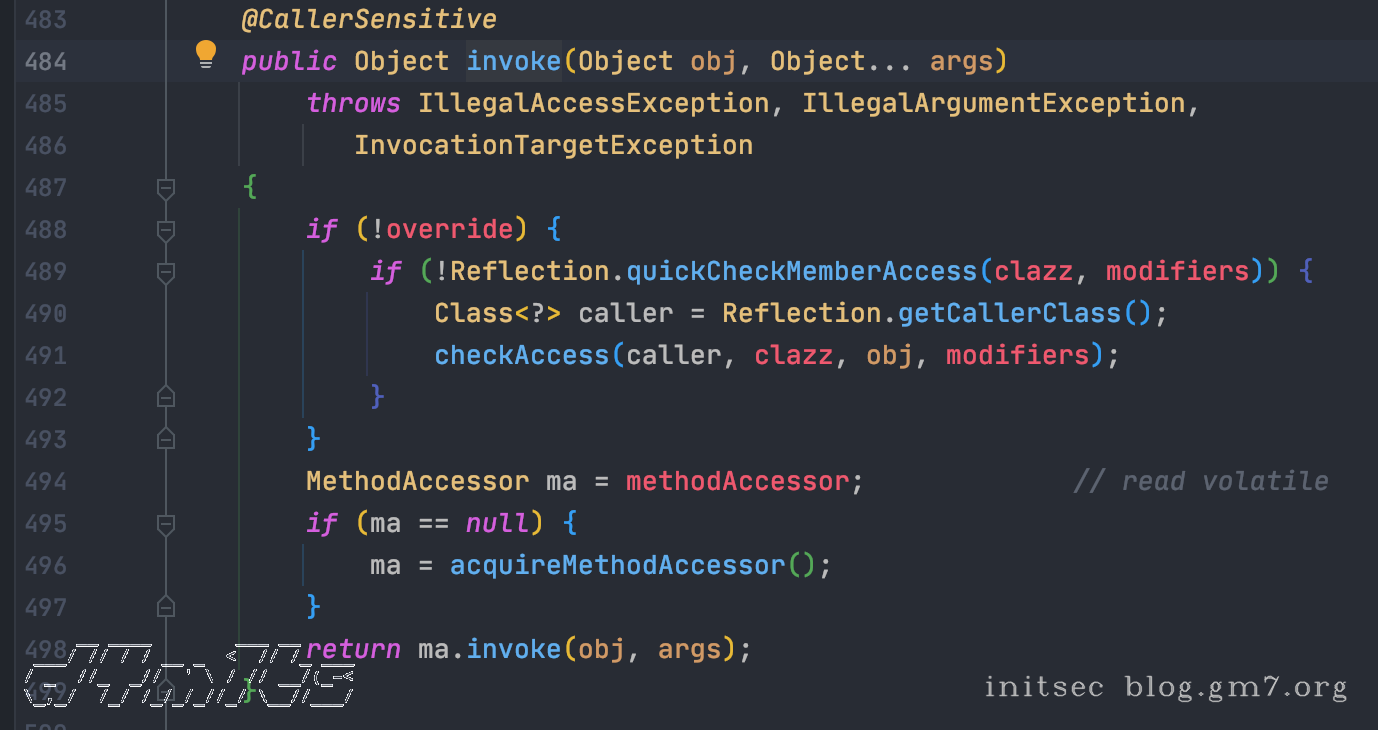 483 @CallerSensitive
484 public Object invoke(Object obj, Object... args)
485 throws IllegalAccessException, IllegalArgumentException,
486 InvocationTargetException
487 {
488 if (!override) {
489 if (!Reflection.quickCheckMemberAccess(clazz, modifiers)) {
490 Class<?> caller = Reflection.getCallerClass();
491 checkAccess(caller, clazz, obj, modifiers);
492 }
493 }
494 MethodAccessor ma = methodAccessor; // read volatile
495 if (ma == null) {
496 ma = acquireMethodAccessor();
497 }
498 return ma.invoke(obj, args);
499 }
initsec blog.gm7.org